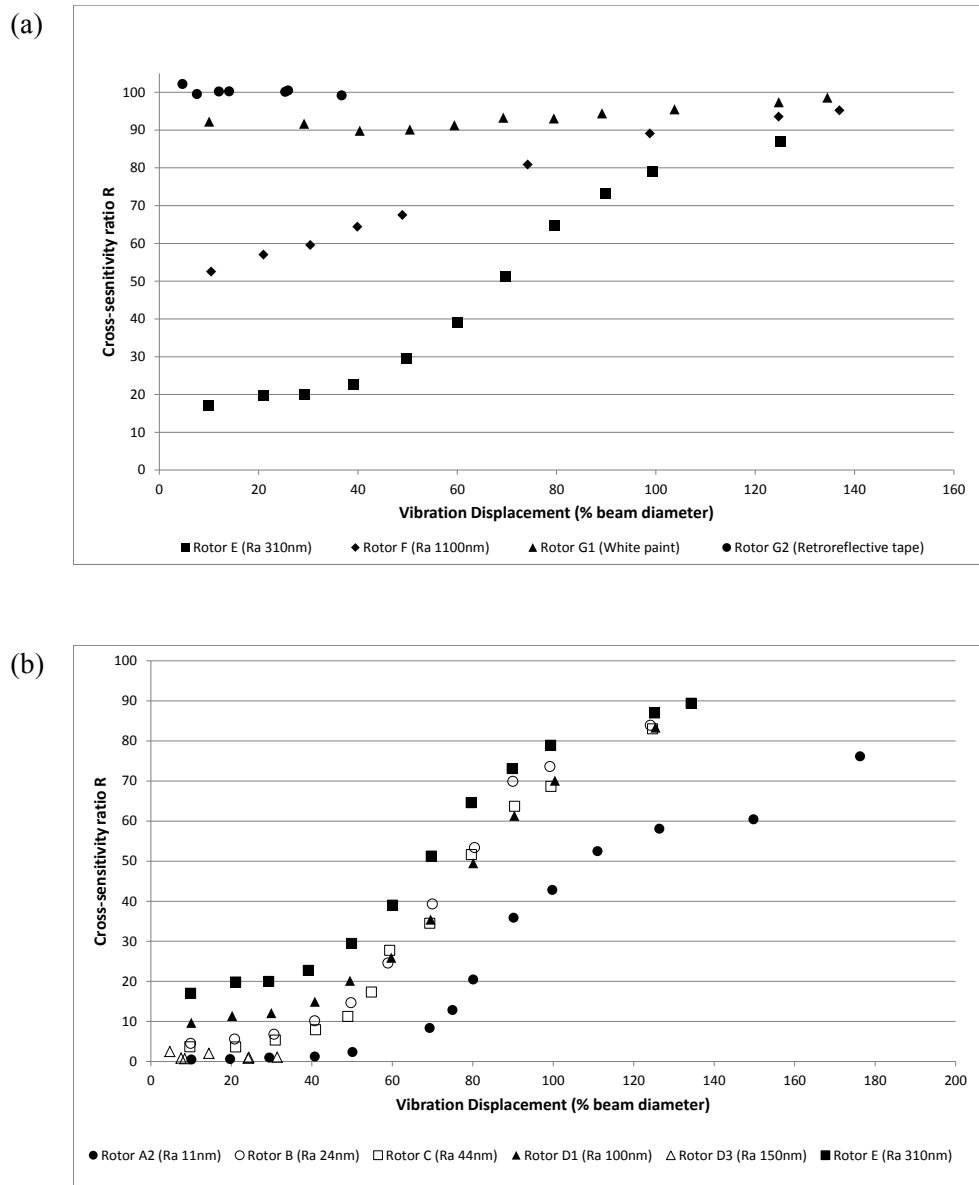 (a)
100
90
80
70
60
50
40
30
20
10
0
Cross-sesnitivity ratio R
0 20 40 60 80 100 120 140 160
Vibration Displacement (% beam diameter)
Rotor E (Ra 310nm) Rotor F (Ra 1100nm) Rotor G1 (White paint) Rotor G2 (Retroreflective tape)
(b)
100
90
80
70
60
50
40
30
20
10
0
Cross-sensitivity ratio R
0 20 40 60 80 100 120 140 160 180 200
Vibration Displacement (% beam diameter)
Rotor A2 (Ra 11nm) Rotor B (Ra 24nm) Rotor C (Ra 44nm) Rotor D1 (Ra 100nm) Rotor D3 (Ra 150nm) Rotor E (Ra 310nm)